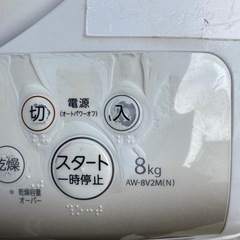 電源
(オートパワーオフ)
切
入
乾燥
スタート
一時停止
8kg
AW-8V2M(N)
乾燥容量
オーバー